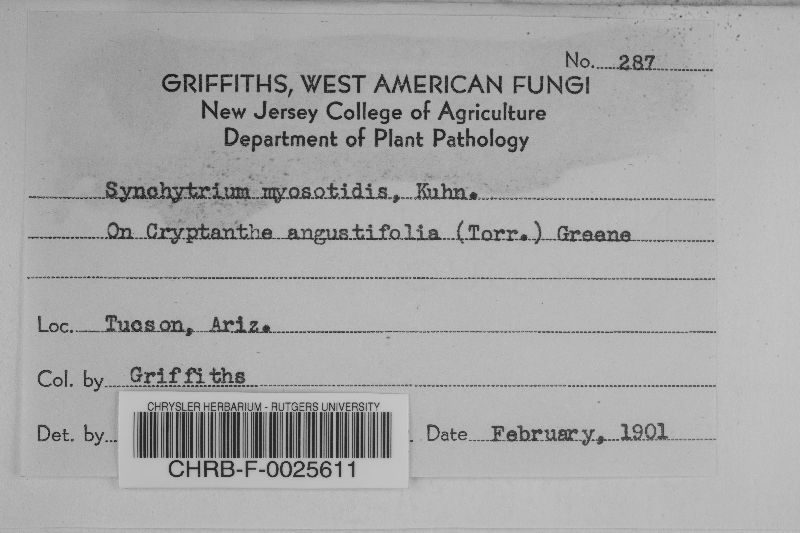 No. 287
GRIFFITHS, WEST AMERICAN FUNGI
New Jersey College of Agriculture
Department of Plant Pathology
Synchytrium myosotidis, Kuhn.
On Cryptanthe angustifolia (Torr.) Greene
Loc. Tucson, Ariz.
Col. by Griffiths
Det. by Date February, 1901
CHRYSLER HERBARIUM - RUTGERS UNIVERSITY
CHRB-F-0025611